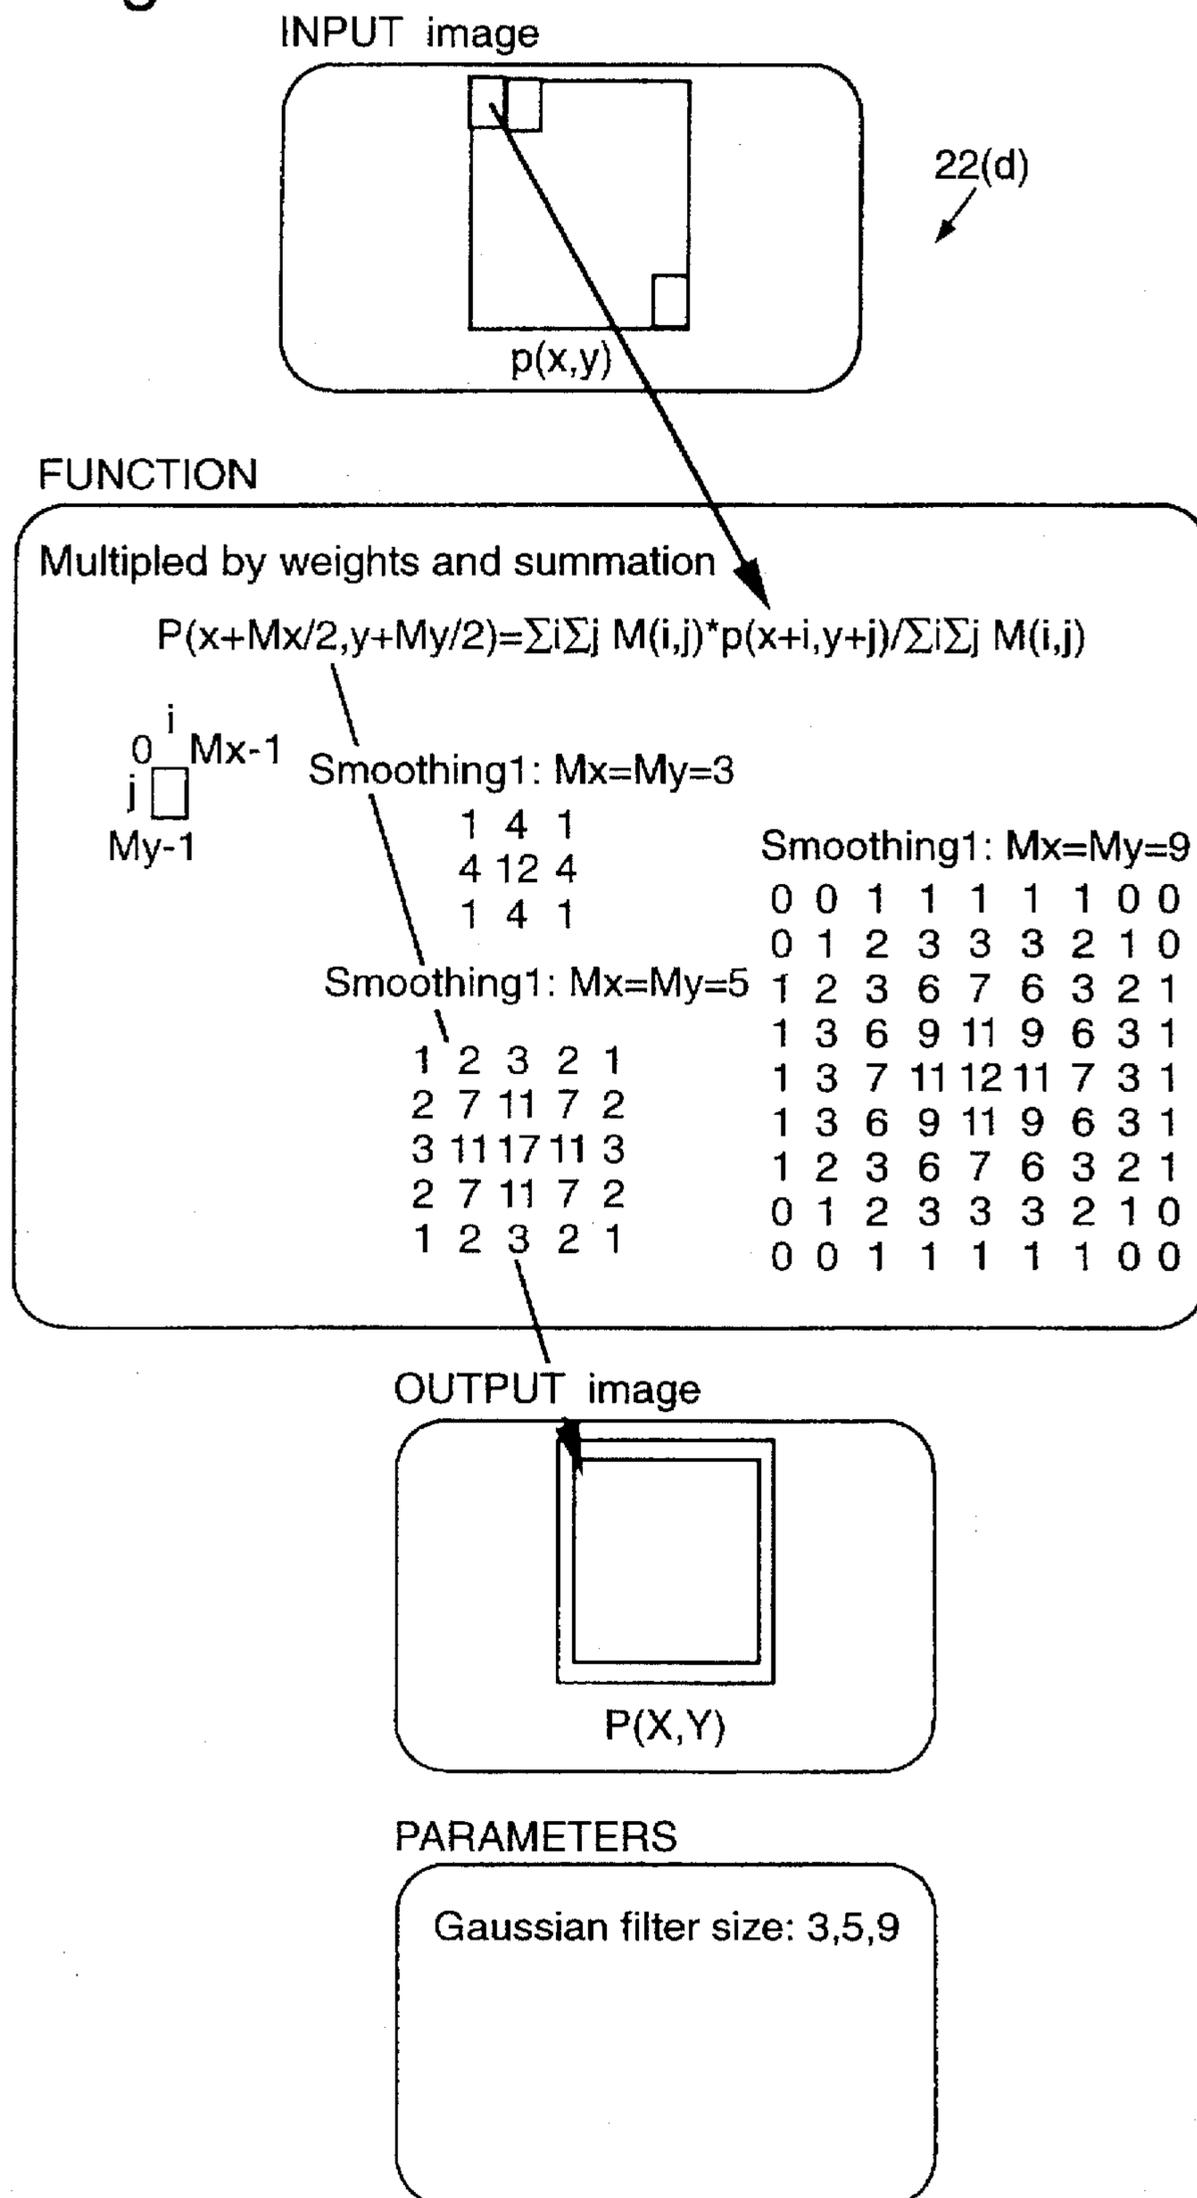 INPUT image
22(d)
p(x,y)
FUNCTION
Multipled by weights and summation
P(x+Mx/2,y+My/2)=ΣiΣj M(i,j)*p(x+i,y+j)/ΣiΣj M(i,j)
i
0 Mx-1
j
My-1
Smoothing1: Mx=My=3
1 4 1
4 12 4
1 4 1
Smoothing1: Mx=My=5
1 2 3 2 1
2 7 11 7 2
3 11 17 11 3
2 7 11 7 2
1 2 3 2 1
Smoothing1: Mx=My=9
0 0 1 1 1 1 1 0 0
0 1 2 3 3 3 2 1 0
1 2 3 6 7 6 3 2 1
1 3 6 9 11 9 6 3 1
1 3 7 11 12 11 7 3 1
1 3 6 9 11 9 6 3 1
1 2 3 6 7 6 3 2 1
0 1 2 3 3 3 2 1 0
0 0 1 1 1 1 1 0 0
OUTPUT image
P(X,Y)
PARAMETERS
Gaussian filter size: 3,5,9